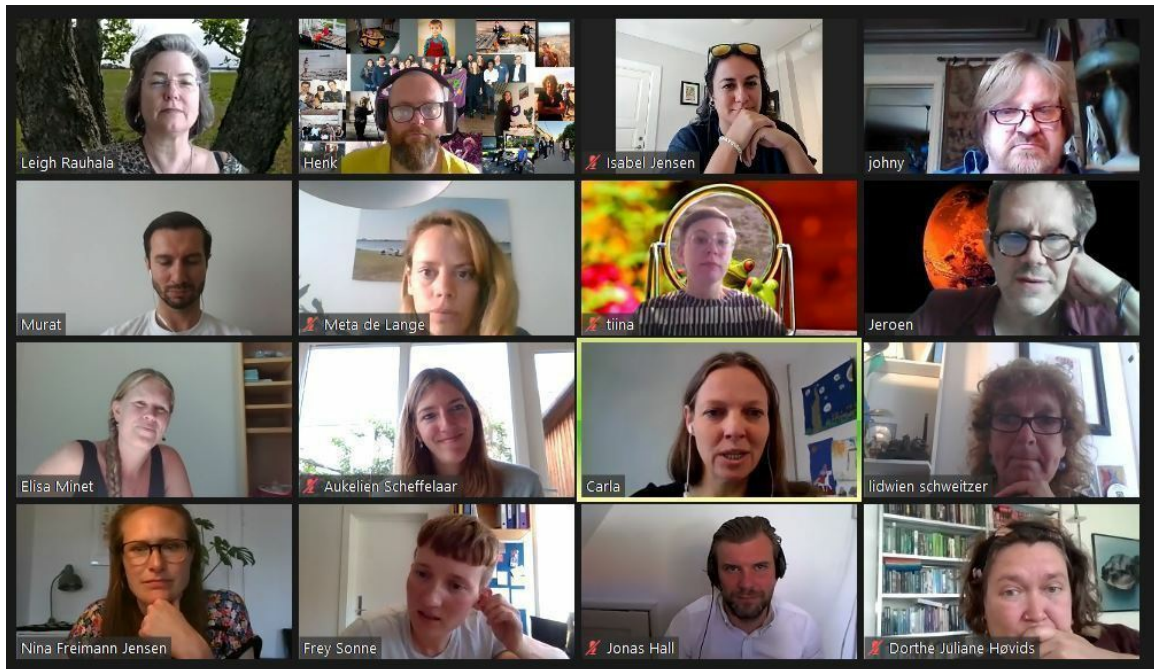 Leigh Rauhala
Henk
Isabel Jensen
johny
Murat
Meta de Lange
tiina
Jeroen
Elisa Minet
Aukelien Scheffelaar
Carla
lidwien schweitzer
Nina Freimann Jensen
Frey Sonne
Jonas Hall
Dorthe Juliane Høvids